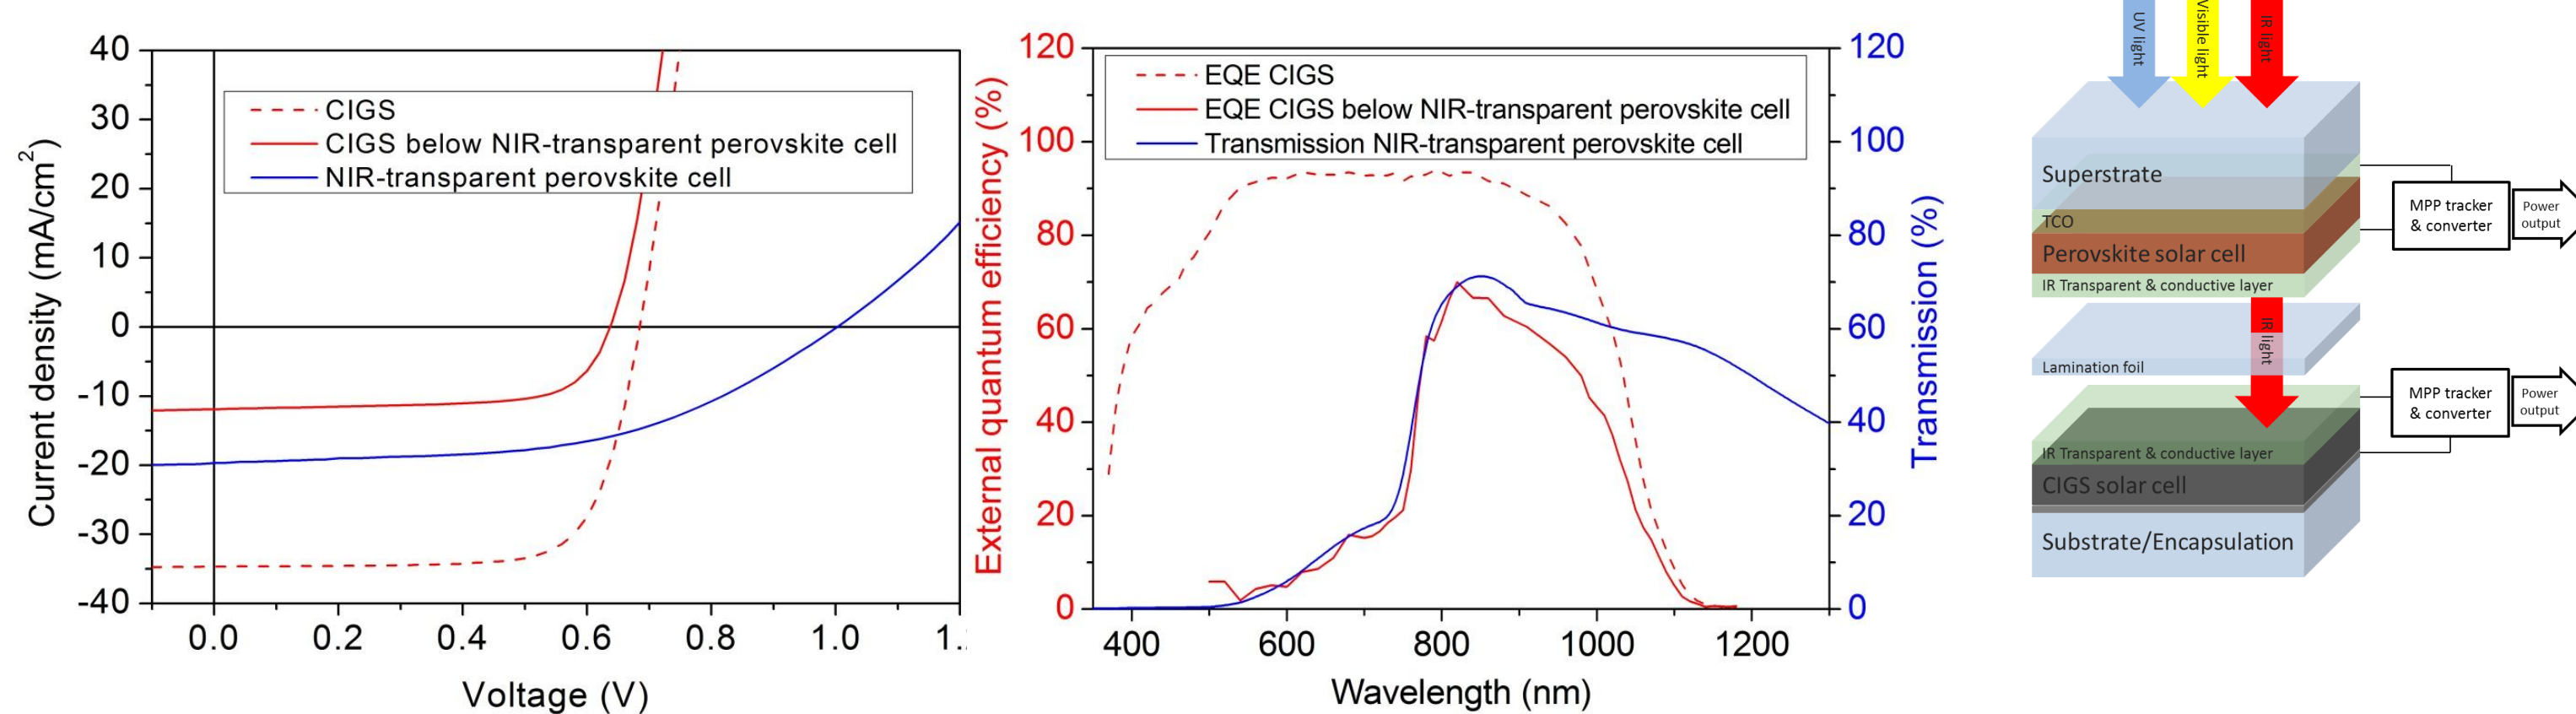 40
30
20
10
0
-10
-20
-30
-40
Current density (mA/cm2)
CIGS
CIGS below NIR-transparent perovskite cell
NIR-transparent perovskite cell
0.0 0.2 0.4 0.6 0.8 1.0 1.
Voltage (V)
120
100
80
60
40
20
0
External quantum efficiency (%)
EQE CIGS
EQE CIGS below NIR-transparent perovskite cell
Transmission NIR-transparent perovskite cell
400 600 800 1000 1200
Wavelength (nm)
120
100
80
60
40
20
0
Transmission (%)
UV light
Visible light
IR light
Superstrate
TCO
Perovskite solar cell
IR Transparent & conductive layer
MPP tracker
& converter
Power
output
IR light
Lamination foil
IR Transparent & conductive layer
CIGS solar cell
Substrate/Encapsulation
MPP tracker
& converter
Power
output